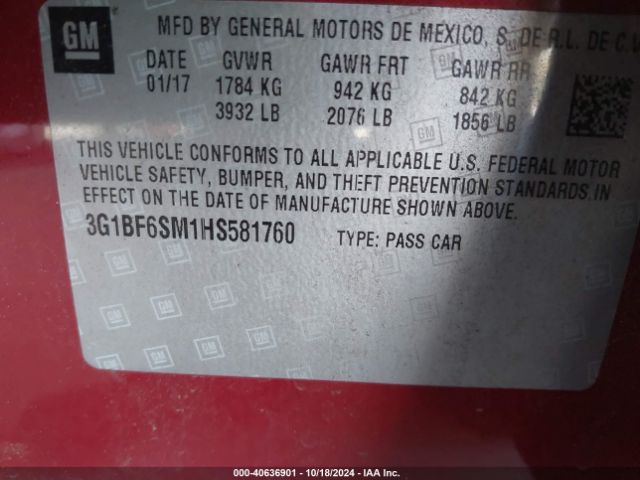 GM
MFD BY GENERAL MOTORS DE MEXICO, S. DE R.L. DE C.V
DATE GVWR GAWR FRT GAWR RR
01/17 1784 KG 942 KG 842 KG
3932 LB 2076 LB 1856 LB
THIS VEHICLE CONFORMS TO ALL APPLICABLE U.S. FEDERAL MOTOR
VEHICLE SAFETY, BUMPER, AND THEFT PREVENTION STANDARDS IN
EFFECT ON THE DATE OF MANUFACTURE SHOWN ABOVE.
3G1BF6SM1HS581760 TYPE: PASS CAR
000-40636901 - 10/18/2024 - IAA Inc.